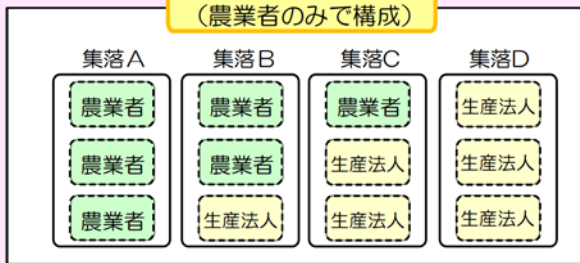 （農業者のみで構成）
集落A 集落B 集落C 集落D
農業者 農業者 農業者 生産法人
農業者 農業者 生産法人 生産法人
農業者 生産法人 生産法人 生産法人